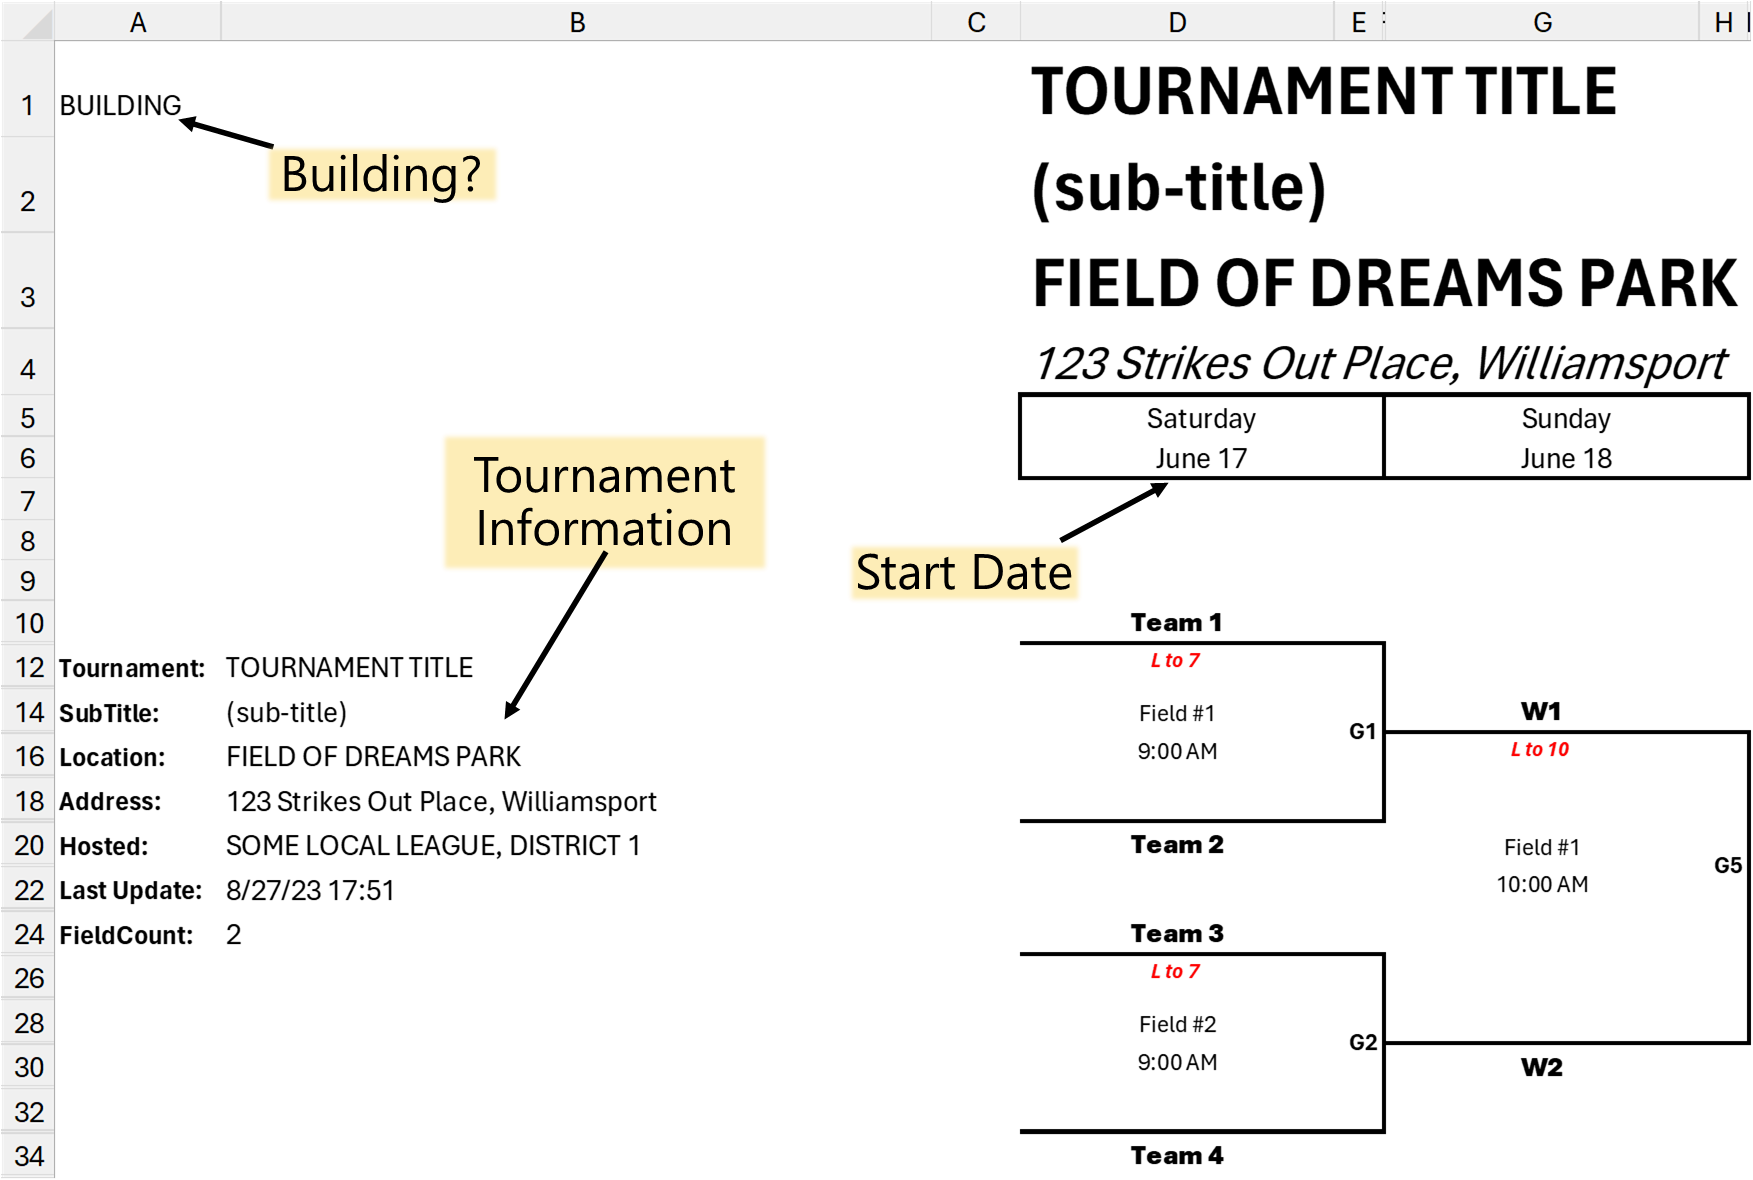 A B C D E F G H
1 BUILDING TOURNAMENT TITLE
Building?
2 (sub-title)
3 FIELD OF DREAMS PARK
4 123 Strikes Out Place, Williamsport
5 Saturday Sunday
6 June 17 June 18
Tournament
Information
7
8
Start Date
9
10 Team 1
12 Tournament: TOURNAMENT TITLE L to 7
14 SubTitle: (sub-title) Field #1 W1
G1
16 Location: FIELD OF DREAMS PARK 9:00 AM L to 10
18 Address: 123 Strikes Out Place, Williamsport
20 Hosted: SOME LOCAL LEAGUE, DISTRICT 1 Team 2 Field #1
G5
22 Last Update: 8/27/23 17:51 10:00 AM
24 FieldCount: 2 Team 3
26 L to 7
28 Field #2
G2
30 9:00 AM W2
32
34 Team 4